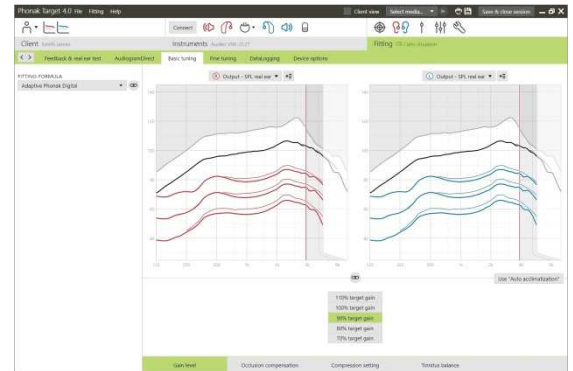 Phonak Target 4.0 File Fitting Help
Client view Select media... Save & close session
Connect
Client Instruments Fitting
Feedback & real ear test AudiogramDirect Basic tuning Fine tuning DataLogging Device options
FITTING FORMULA
Adaptive Phonak Digital
Output - SPL real ear
Output - SPL real ear
Use "Auto acclimatization"
110% target gain
100% target gain
90% target gain
80% target gain
70% target gain
Gain level Occlusion compensation Compression setting Tinnitus balance